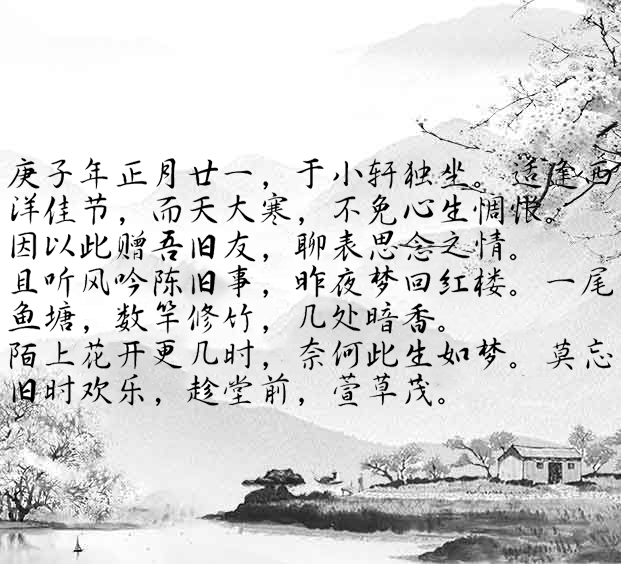 庚子年正月廿一，于小轩独坐。适逢西
洋佳节，而天大寒，不免心生惆怅。
因以此赠吾旧友，聊表思念之情。
且听风吟陈旧事，昨夜梦回红楼。一尾
鱼塘，数竿修竹，几处暗香。
陌上花开更几时，奈何此生如梦。莫忘
旧时欢乐，趁堂前，萱草茂。